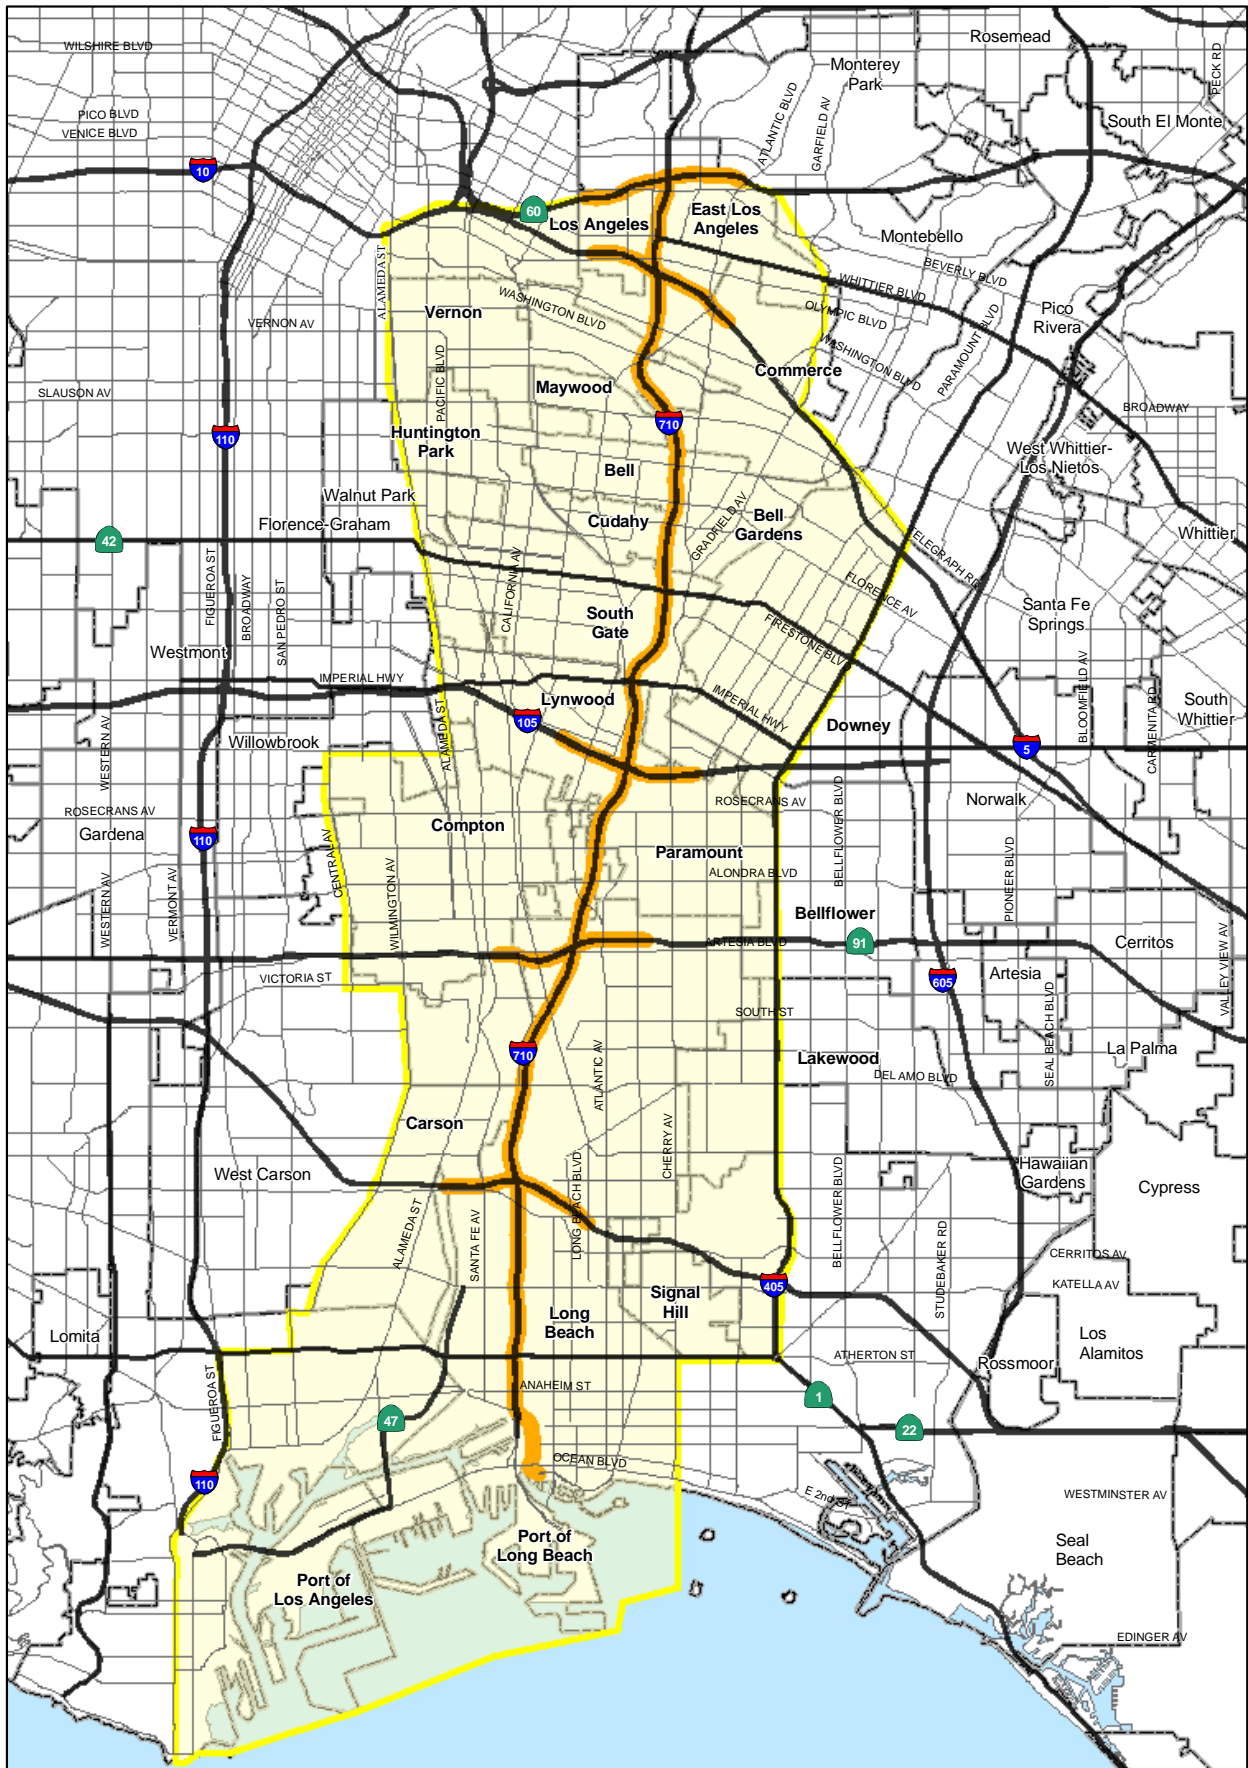 Rosemead
WILSHIRE BLVD
Monterey
Park
PECK RD
ATLANTIC BLVD
GARFIELD AV
PICO BLVD
South El Monte
VENICE BLVD
10
60
Los Angeles
East Los
Angeles
Montebello
ALAMEDA ST
BEVERLY BLVD
WHITTIER BLVD
WASHINGTON BLVD
OLYMPIC BLVD
Vernon
VERNON AV
Pico
Rivera
PARAMOUNT BLVD
WASHINGTON BLVD
PACIFIC BLVD
Commerce
Maywood
SLAUSON AV
BROADWAY
710
110
Huntington
Park
West Whittier-
Los Nietos
Bell
Walnut Park
Florence-Graham
Cudahy
Bell
Gardens
GRADFIELD AV
42
Whittier
TELEGRAPH RD
FIGUEROA ST
BROADWAY
SAN PEDRO ST
CALIFORNIA AV
FLORENCE AV
South
Gate
FIRESTONE BLVD
Santa Fe
Springs
Westmont
IMPERIAL HWY
Lynwood
IMPERIAL HWY
BLOOMFIELD AV
CARMENITA RD
South
Whittier
WESTERN AV
ALAMEDA ST
105
Downey
Willowbrook
5
ROSECRANS AV
Norwalk
ROSECRANS AV
Gardena
110
Compton
BELLFLOWER BLVD
Paramount
CENTRAL AV
WILMINGTON AV
ALONDRA BLVD
PIONEER BLVD
WESTERN AV
VERMONT AV
Bellflower
ARTESIA BLVD
91
Cerritos
VALLEY VIEW AV
VICTORIA ST
605
Artesia
SOUTH ST
SEAL BEACH BLVD
710
ATLANTIC AV
Lakewood
La Palma
DEL AMO BLVD
Carson
CHERRY AV
West Carson
LONG BEACH BLVD
BELLFLOWER BLVD
Hawaiian
Gardens
Cypress
ALAMEDA ST
SANTA FE AV
STUDEBAKER RD
CERRITOS AV
405
KATELLA AV
Signal
Hill
Long
Beach
Lomita
Los
Alamitos
ATHERTON ST
Rossmoor
FIGUEROA ST
ANAHEIM ST
1
47
22
OCEAN BLVD
110
E 2nd ST
WESTMINSTER AV
Port of
Long Beach
Seal
Beach
Port of
Los Angeles
EDINGER AV